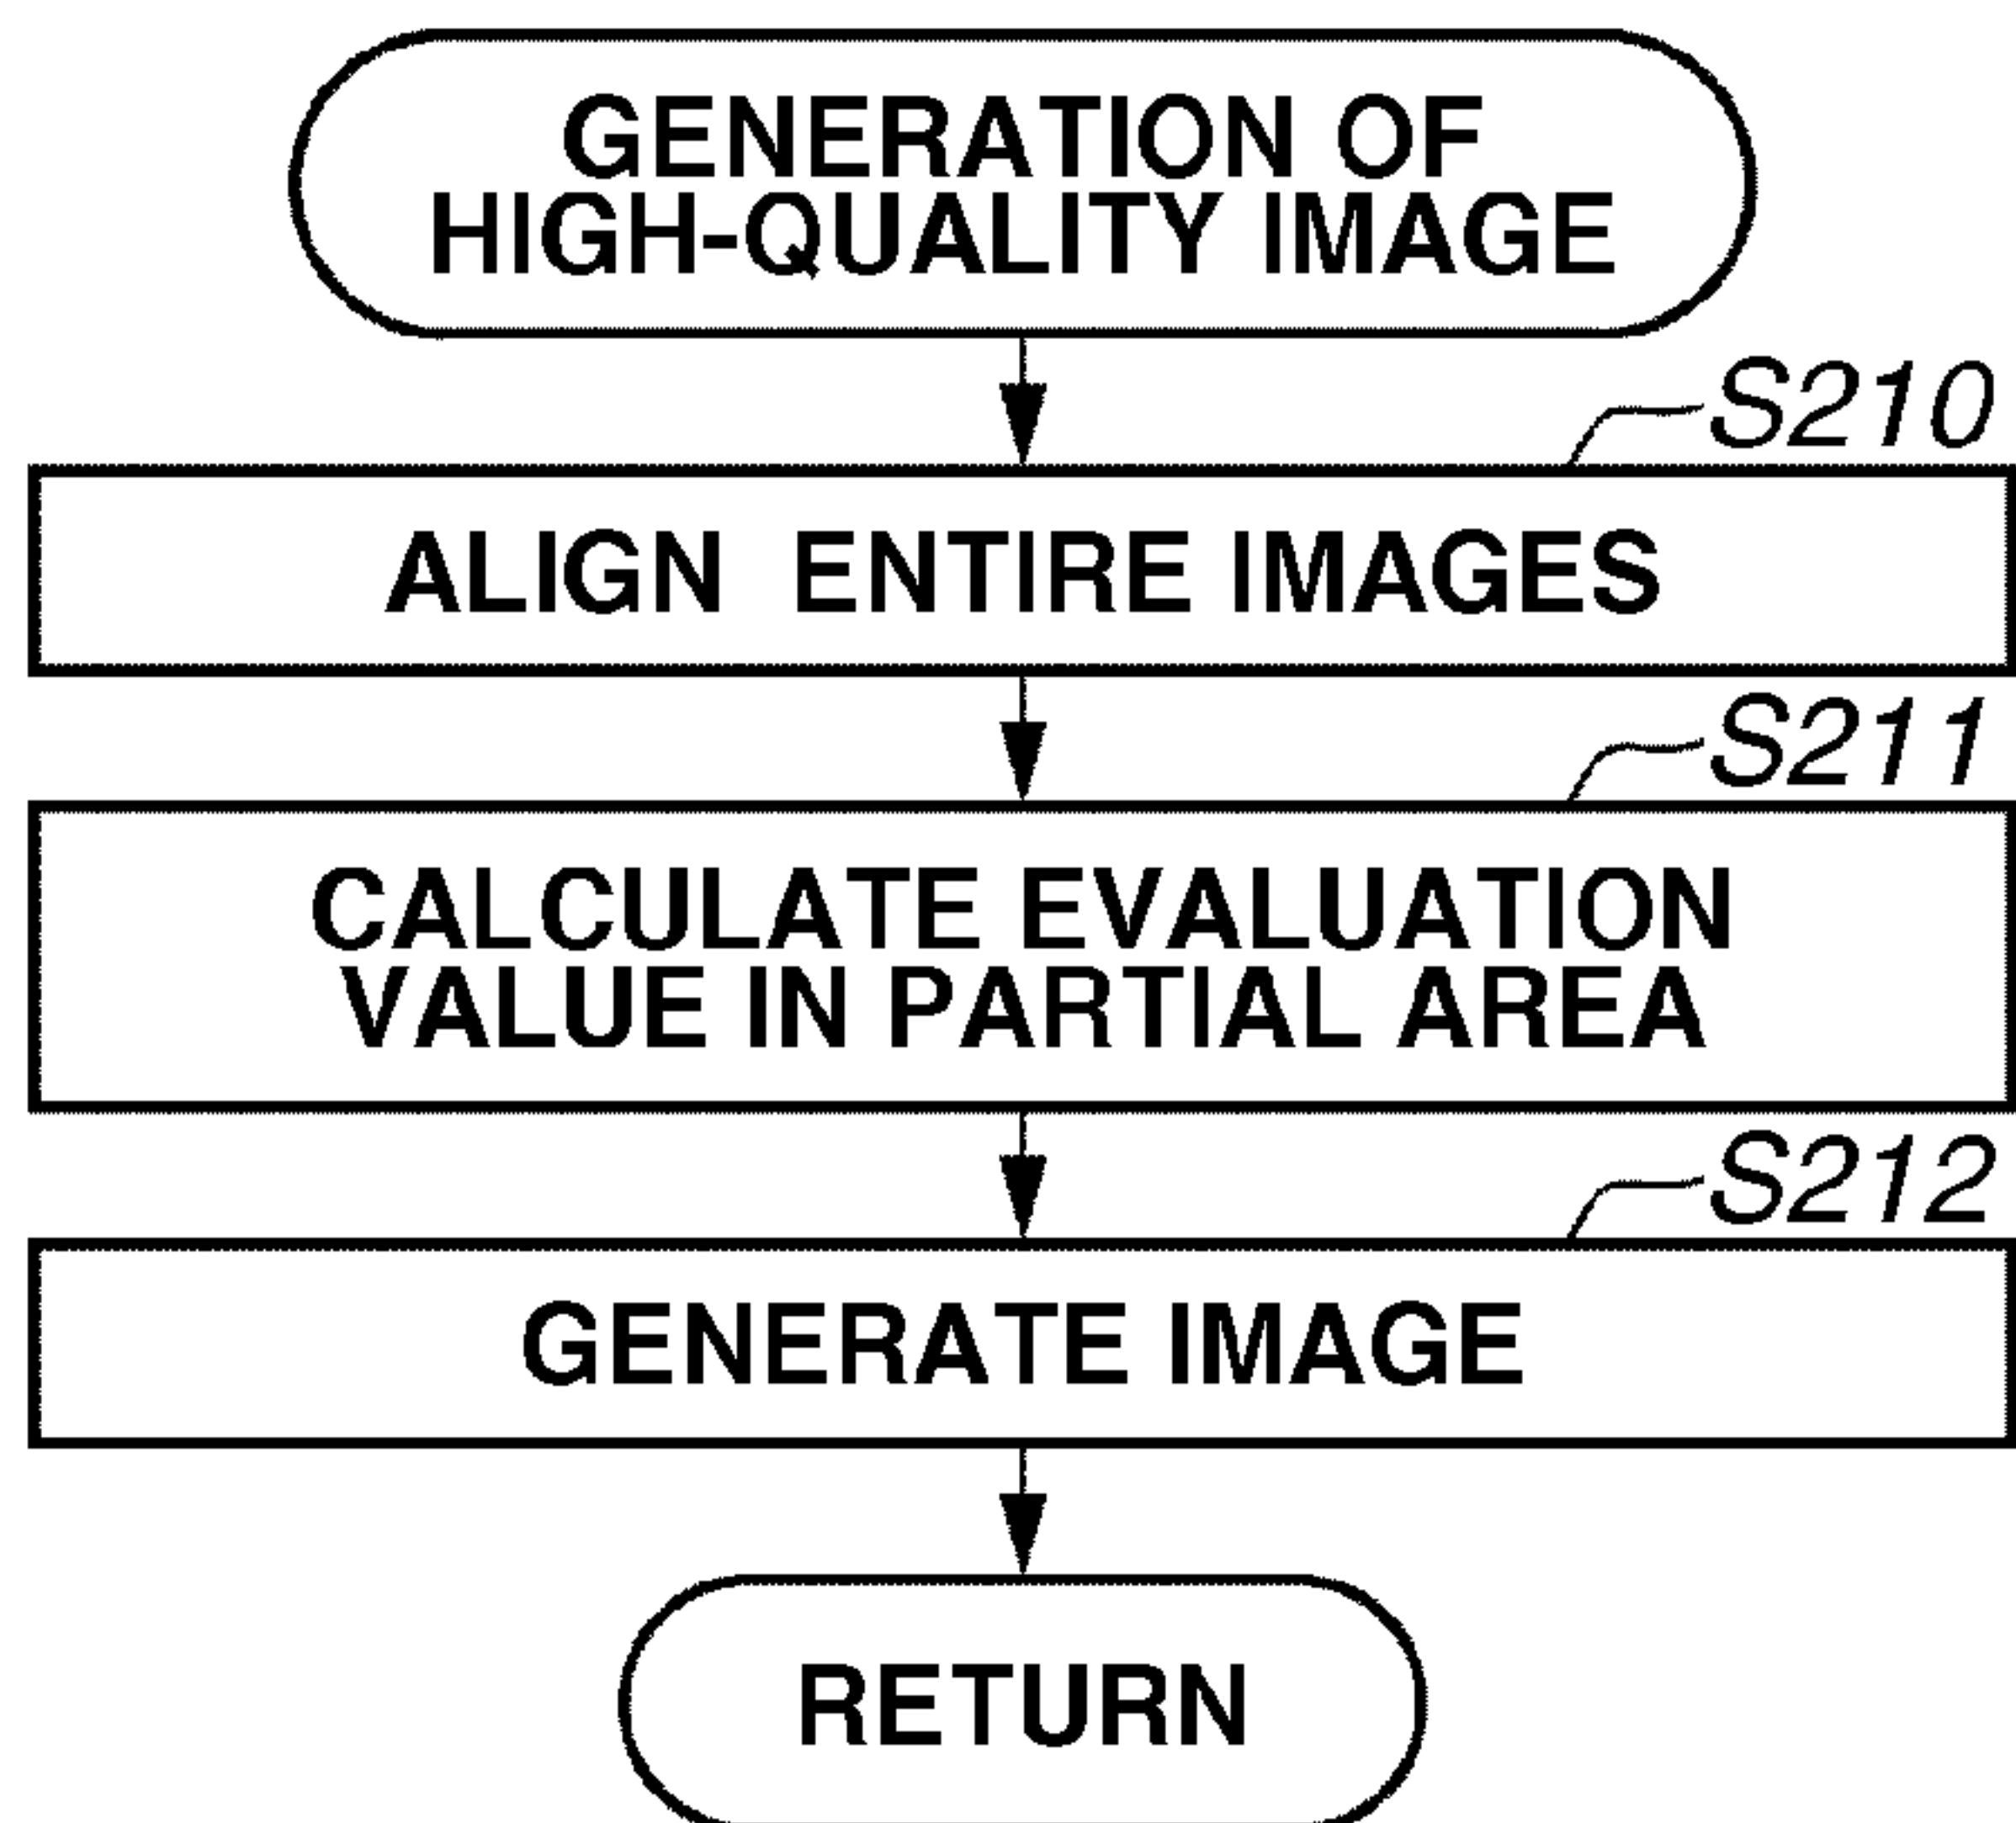 GENERATION OF
HIGH-QUALITY IMAGE
S210
ALIGN ENTIRE IMAGES
S211
CALCULATE EVALUATION
VALUE IN PARTIAL AREA
S212
GENERATE IMAGE
RETURN